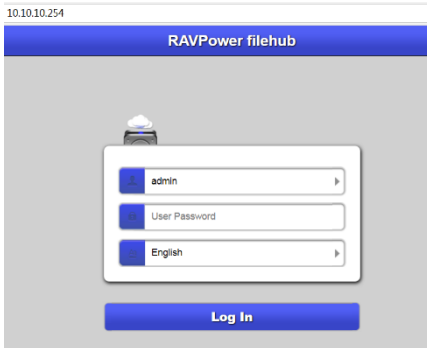 10.10.10.254
RAVPower filehub
admin
User Password
English
Log In